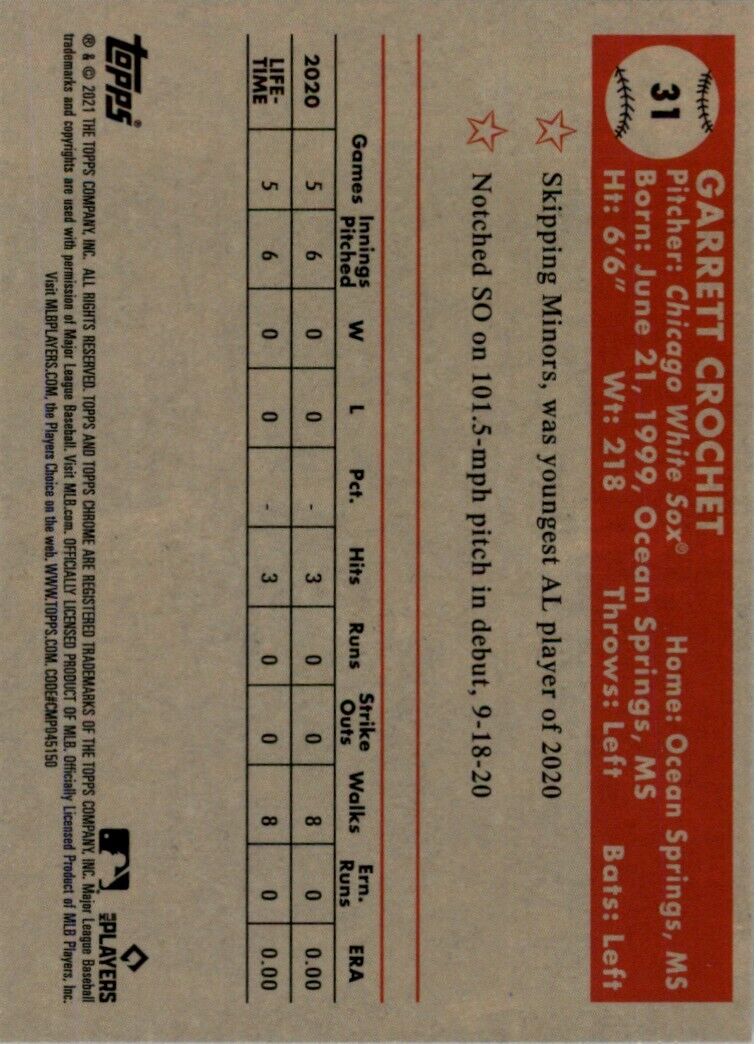 31
GARRETT CROCHET
Pitcher: Chicago White Sox® Home: Ocean Springs, MS
Born: June 21, 1999, Ocean Springs, MS
Ht: 6'6" Wt: 218 Throws: Left Bats: Left
Skipping Minors, was youngest AL player of 2020
Notched SO on 101.5-mph pitch in debut, 9-18-20
Games Innings Pitched W L Pct. Hits Runs Strike Outs Walks Ern. Runs ERA
2020 5 6 0 0 - 3 0 0 8 0 0.00
LIFE-TIME 5 6 0 0 - 3 0 0 8 0 0.00
topps®
MLB PLAYERS
® & © 2021 THE TOPPS COMPANY, INC. ALL RIGHTS RESERVED. TOPPS AND TOPPS CHROME ARE REGISTERED TRADEMARKS OF THE TOPPS COMPANY, INC. Major League Baseball
trademarks and copyrights are used with permission of Major League Baseball. Visit MLB.com. OFFICIALLY LICENSED PRODUCT OF MLB. Officially Licensed Product of MLB Players, Inc.
Visit MLBPLAYERS.COM, the Players Choice on the web. WWW.TOPPS.COM. CODE#CMP045150